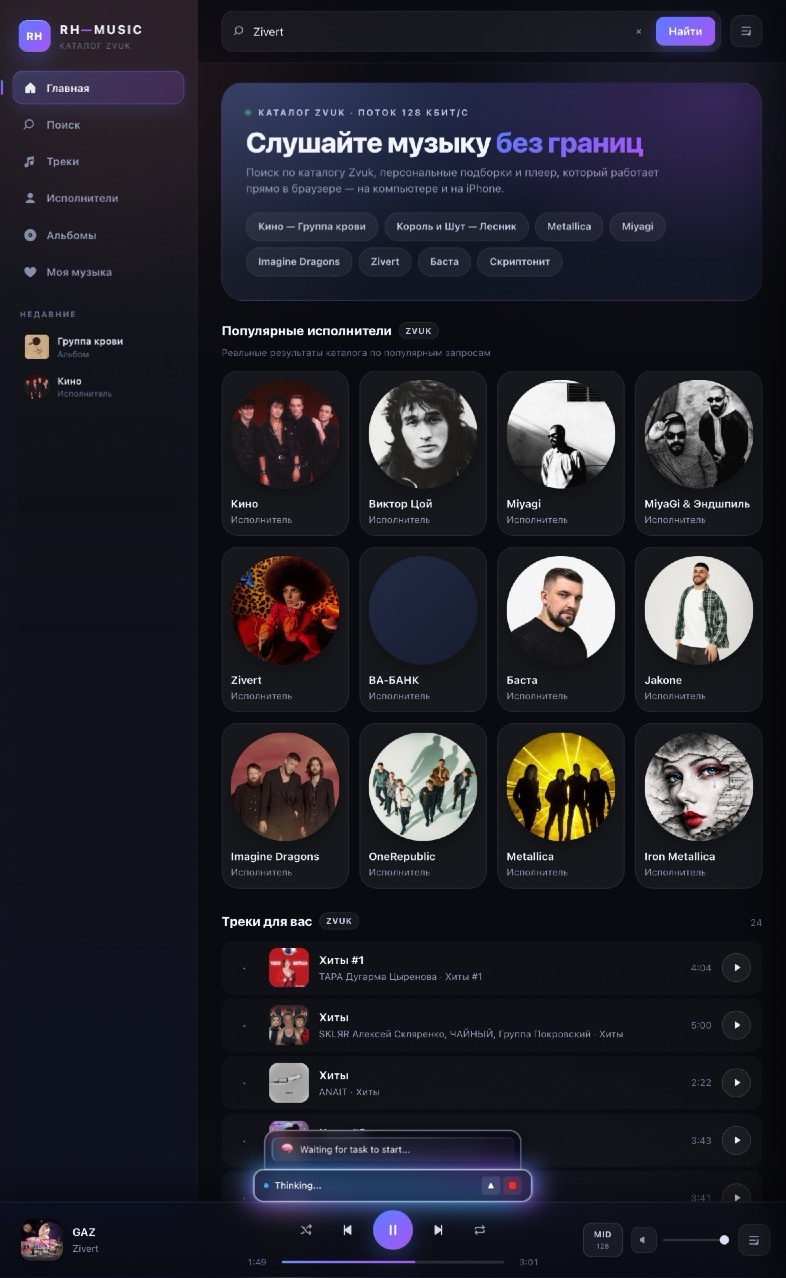 RH
RH—MUSIC
КАТАЛОГ ZVUK
Главная
Поиск
Треки
Исполнители
Альбомы
Моя музыка
НЕДАВНИЕ
Группа крови
Альбом
Кино
Исполнитель
Zivert
×
Найти
КАТАЛОГ ZVUK · ПОТОК 128 КБИТ/С
Слушайте музыку без границ
Поиск по каталогу Zvuk, персональные подборки и плеер, который работает
прямо в браузере — на компьютере и на iPhone.
Кино — Группа крови
Король и Шут — Лесник
Metallica
Miyagi
Imagine Dragons
Zivert
Баста
Скриптонит
Популярные исполнители ZVUK
Реальные результаты каталога по популярным запросам
Кино
Исполнитель
Виктор Цой
Исполнитель
Miyagi
Исполнитель
MiyaGi & Эндшпиль
Исполнитель
Zivert
Исполнитель
ВА-БАНК
Исполнитель
Баста
Исполнитель
Jakone
Исполнитель
Imagine Dragons
Исполнитель
OneRepublic
Исполнитель
Metallica
Исполнитель
Iron Metallica
Исполнитель
Треки для вас ZVUK
24
Хиты #1
ТАРА Дугарма Цыренова · Хиты #1
4:04
Хиты
SKLЯR Алексей Скляренко, ЧАЙНЫЙ, Группа Покровский · Хиты
5:00
Хиты
ANAIT · Хиты
2:22
3:43
Waiting for task to start...
Thinking...
3:41
GAZ
Zivert
1:49
3:01
MID
128